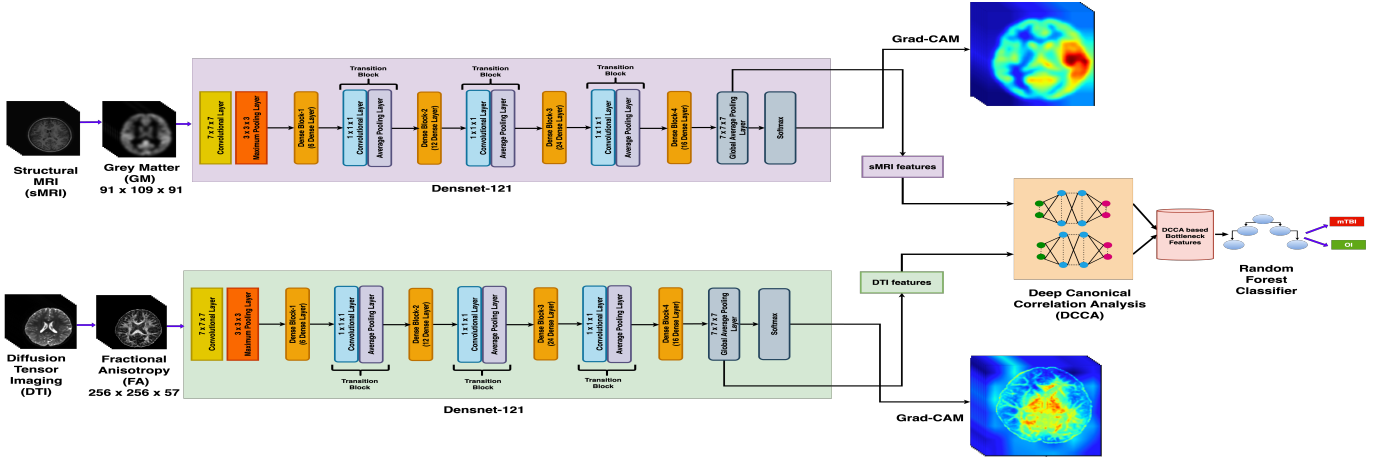 Structural
MRI
(sMRI)
Grey Matter
(GM)
91 x 109 x 91
7 x 7 x 7
Convolutional Layer
3 x 3 x 3
Maximum Pooling Layer
Dense Block-1
(6 Dense Layer)
Transition
Block
1 x 1 x 1
Convolutional Layer
Average Pooling Layer
Dense Block-2
(12 Dense Layer)
Transition
Block
1 x 1 x 1
Convolutional Layer
Average Pooling Layer
Dense Block-3
(24 Dense Layer)
Transition
Block
1 x 1 x 1
Convolutional Layer
Average Pooling Layer
Dense Block-4
(16 Dense Layer)
7 x 7 x 7
Global Average Pooling
Layer
Softmax
Densnet-121
Grad-CAM
sMRI features
Diffusion
Tensor
Imaging
(DTI)
Fractional
Anisotropy
(FA)
256 x 256 x 57
7 x 7 x 7
Convolutional Layer
3 x 3 x 3
Maximum Pooling Layer
Dense Block-1
(6 Dense Layer)
1 x 1 x 1
Convolutional Layer
Average Pooling Layer
Transition
Block
Dense Block-2
(12 Dense Layer)
1 x 1 x 1
Convolutional Layer
Average Pooling Layer
Transition
Block
Dense Block-3
(24 Dense Layer)
1 x 1 x 1
Convolutional Layer
Average Pooling Layer
Transition
Block
Dense Block-4
(16 Dense Layer)
7 x 7 x 7
Global Average Pooling
Layer
Softmax
Densnet-121
DTI features
Grad-CAM
Deep Canonical
Correlation Analysis
(DCCA)
DCCA based
Bottleneck
Features
Random
Forest
Classifier
mTBI
OI